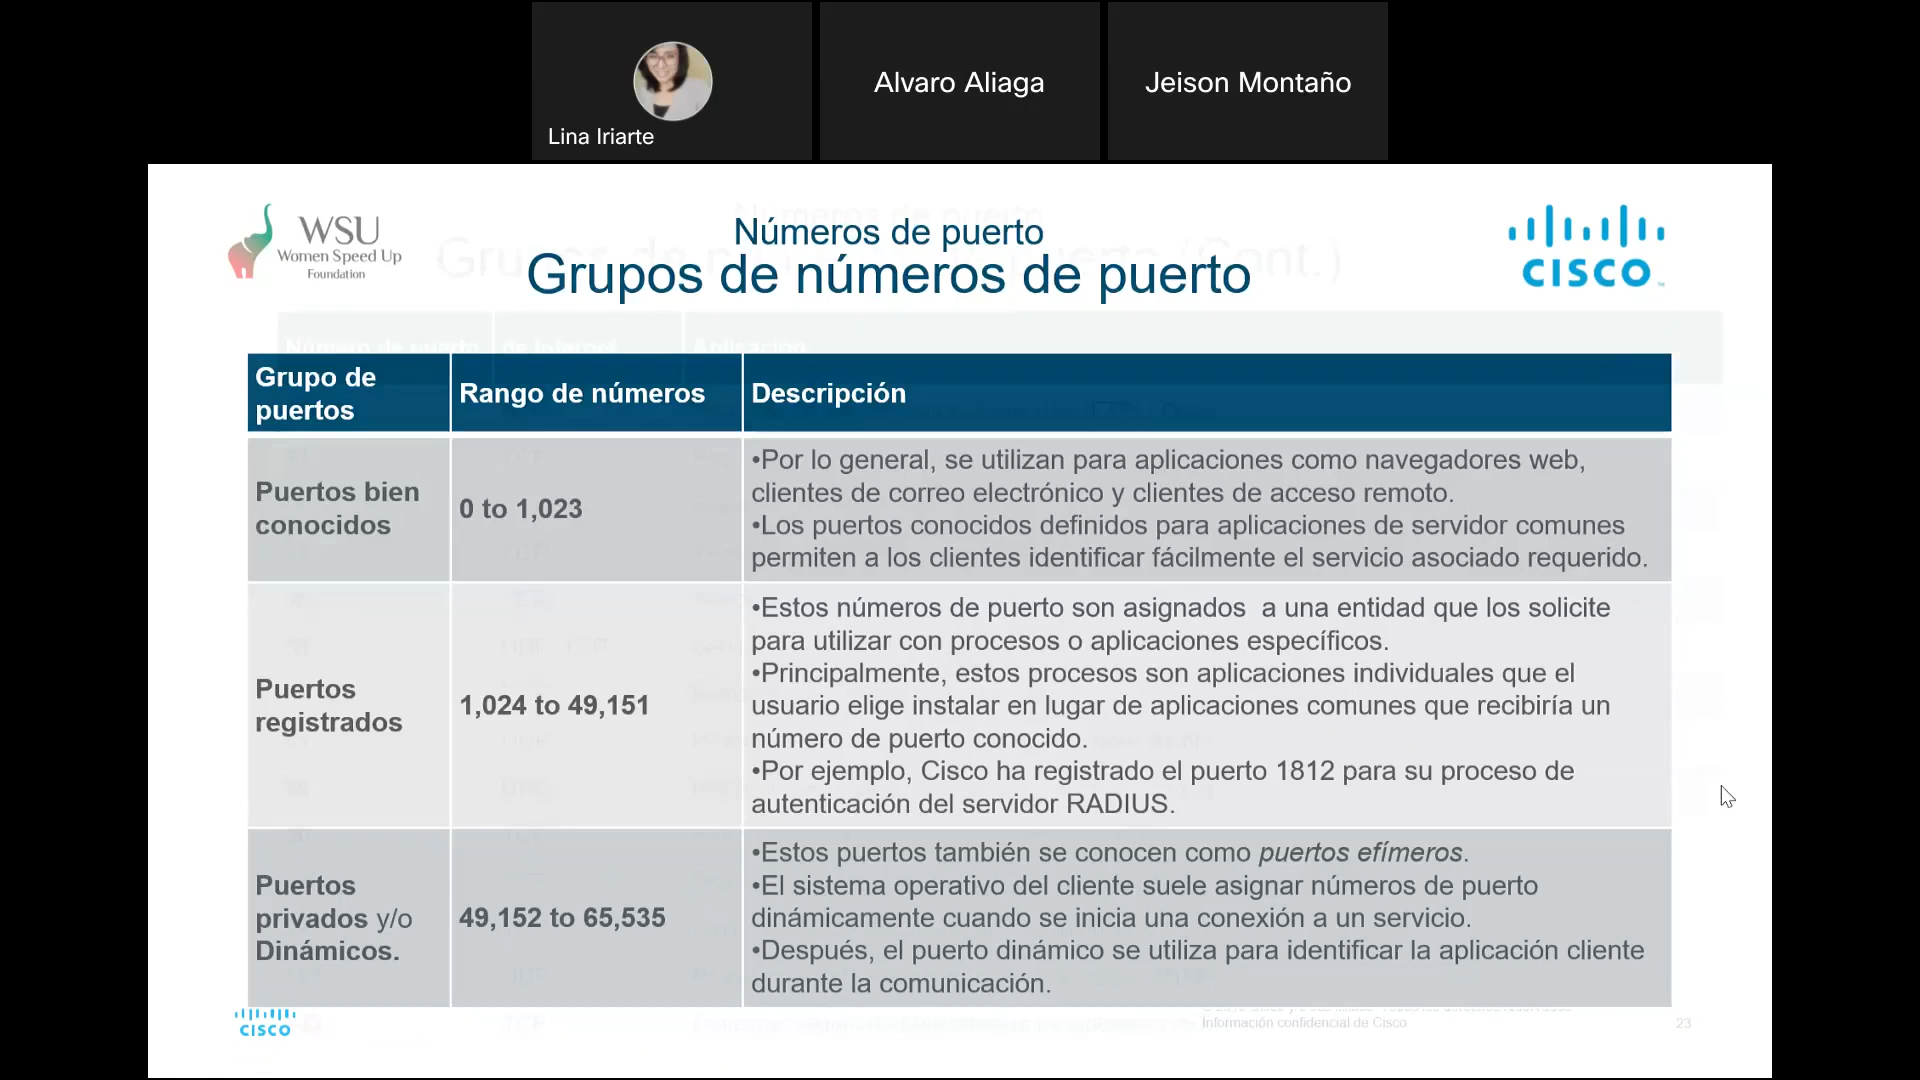 Lina Iriarte
Alvaro Aliaga
Jeison Montaño
WSU
Women Speed Up
Foundation
Números de puerto
Grupos de números de puerto
CISCO
Grupo de
puertos
Rango de números
Descripción
Puertos bien
conocidos
0 to 1,023
•Por lo general, se utilizan para aplicaciones como navegadores web,
clientes de correo electrónico y clientes de acceso remoto.
•Los puertos conocidos definidos para aplicaciones de servidor comunes
permiten a los clientes identificar fácilmente el servicio asociado requerido.
Puertos
registrados
1,024 to 49,151
•Estos números de puerto son asignados  a una entidad que los solicite
para utilizar con procesos o aplicaciones específicos.
•Principalmente, estos procesos son aplicaciones individuales que el
usuario elige instalar en lugar de aplicaciones comunes que recibiría un
número de puerto conocido.
•Por ejemplo, Cisco ha registrado el puerto 1812 para su proceso de
autenticación del servidor RADIUS.
Puertos
privados y/o
Dinámicos.
49,152 to 65,535
•Estos puertos también se conocen como puertos efímeros.
•El sistema operativo del cliente suele asignar números de puerto
dinámicamente cuando se inicia una conexión a un servicio.
•Después, el puerto dinámico se utiliza para identificar la aplicación cliente
durante la comunicación.
CISCO
Información confidencial de Cisco
23